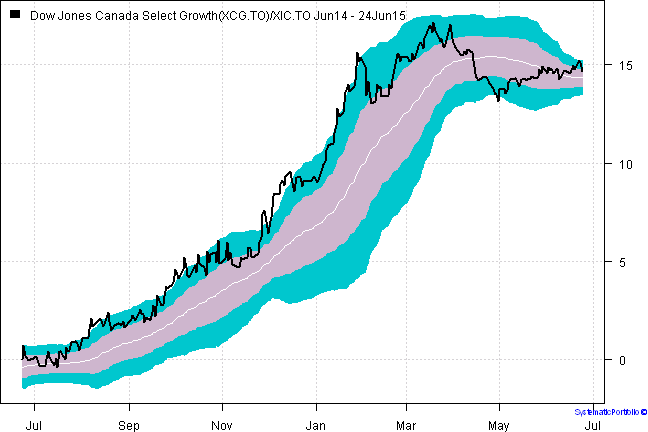 Dow Jones Canada Select Growth(XCG.TO)/XIC.TO Jun14 - 24Jun15
15
10
5
0
SystematicPortfolio ©
Jul Sep Nov Jan Mar May Jul